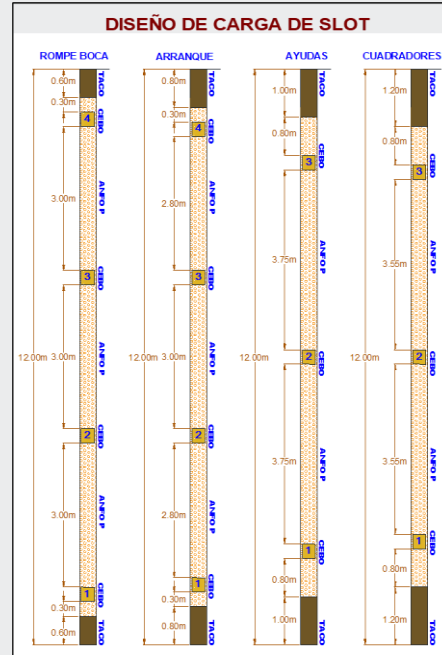 DISEÑO DE CARGA DE SLOT
ROMPE BOCA
0.60m
0.30m
3.00m
12.00m
3.00m
3.00m
0.30m
0.60m
TACO
4
CEBO
ANFO P
3
CEBO
ANFO P
2
CEBO
ANFO P
1
CEBO
TACO
ARRANQUE
0.80m
0.30m
2.80m
12.00m
3.00m
2.80m
0.30m
0.80m
TACO
4
CEBO
ANFO P
3
CEBO
ANFO P
2
CEBO
ANFO P
1
CEBO
TACO
AYUDAS
1.00m
0.80m
3.75m
12.00m
3.75m
0.80m
1.00m
TACO
3
CEBO
ANFO P
2
CEBO
ANFO P
1
CEBO
TACO
CUADRADORES
1.20m
0.80m
3.55m
12.00m
3.55m
0.80m
1.20m
TACO
3
CEBO
ANFO P
2
CEBO
ANFO P
1
CEBO
TACO